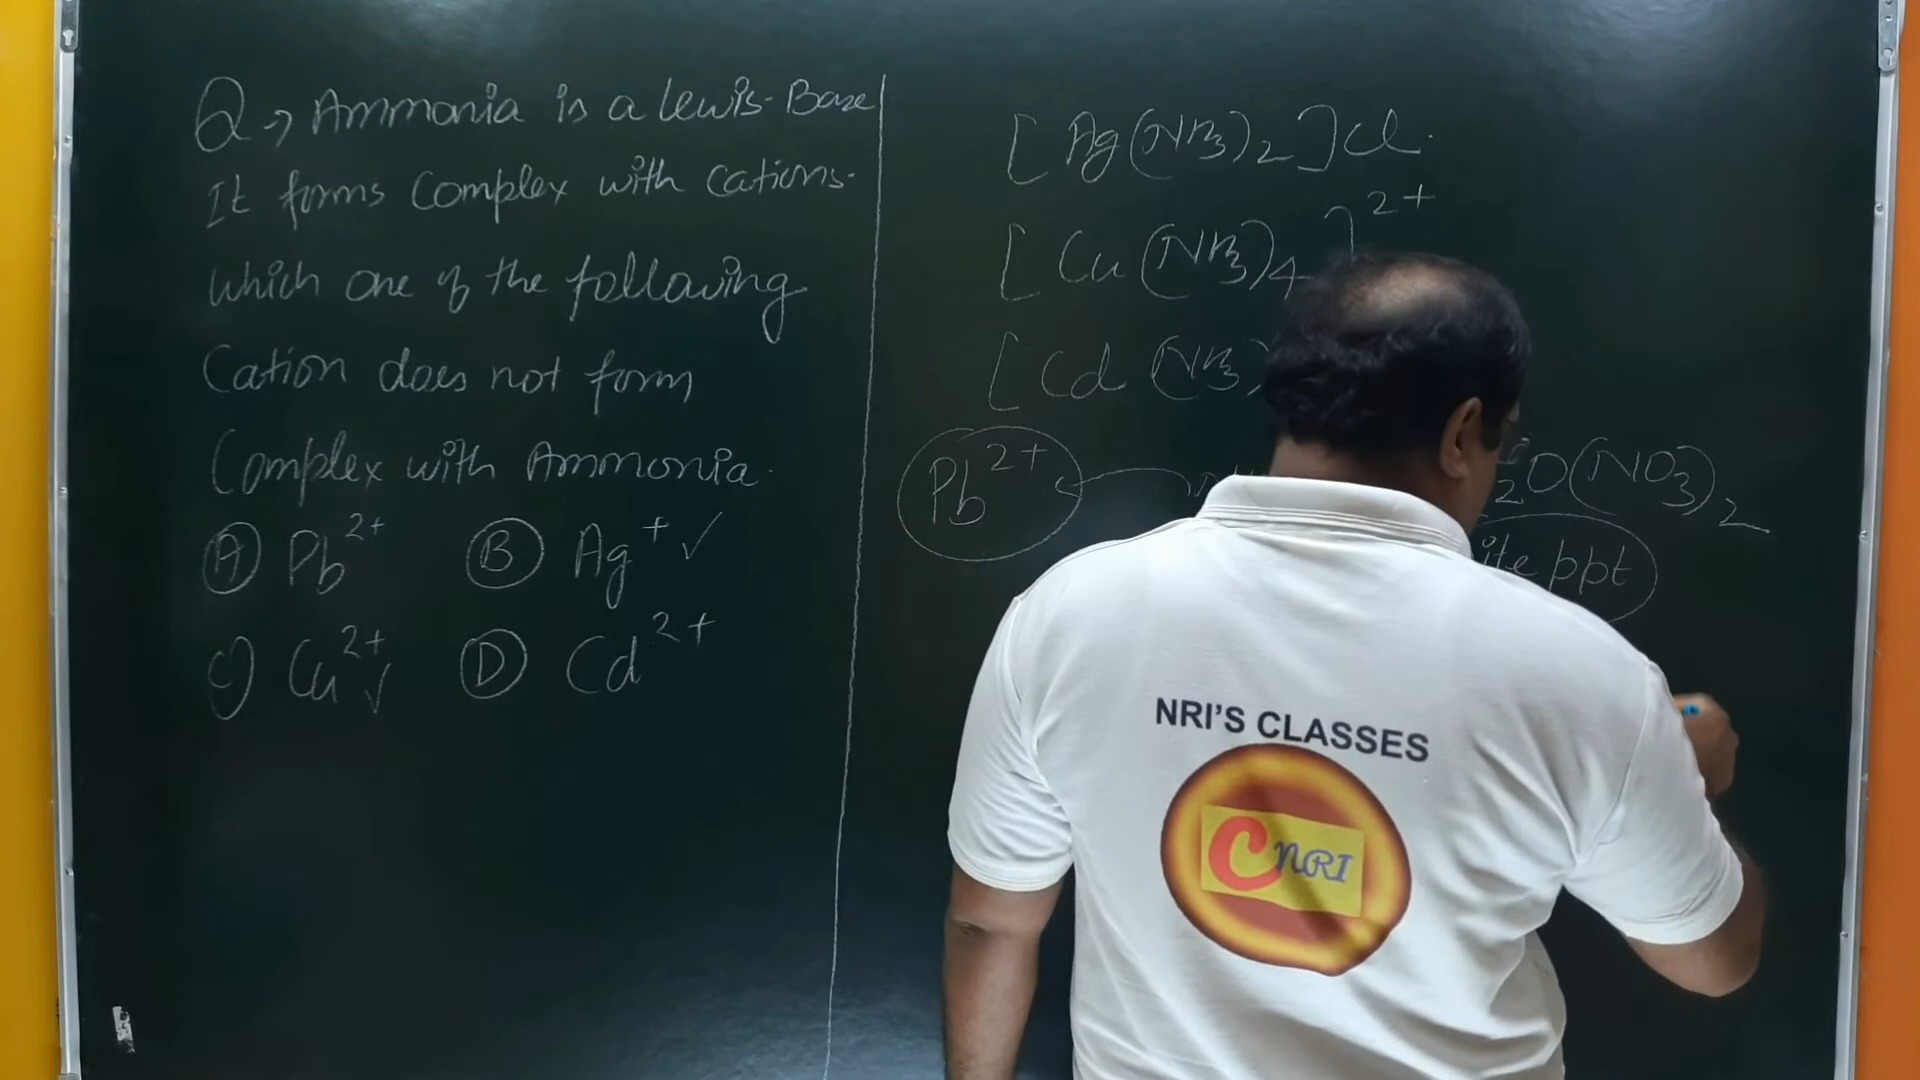 Q → Ammonia is a Lewis-Base
It forms Complex with Cations.
which one of the following
Cation does not form
Complex with Ammonia.
(A) Pb²⁺ (B) Ag⁺ ✓
(C) Cu²⁺ ✓ (D) Cd²⁺
[Ag(NH₃)₂]Cl.
[Cu(NH₃)₄]²⁺
[Cd(NH₃)
Pb²⁺ ₂O(NO₃)₂
ppt
NRI'S CLASSES
CNRI